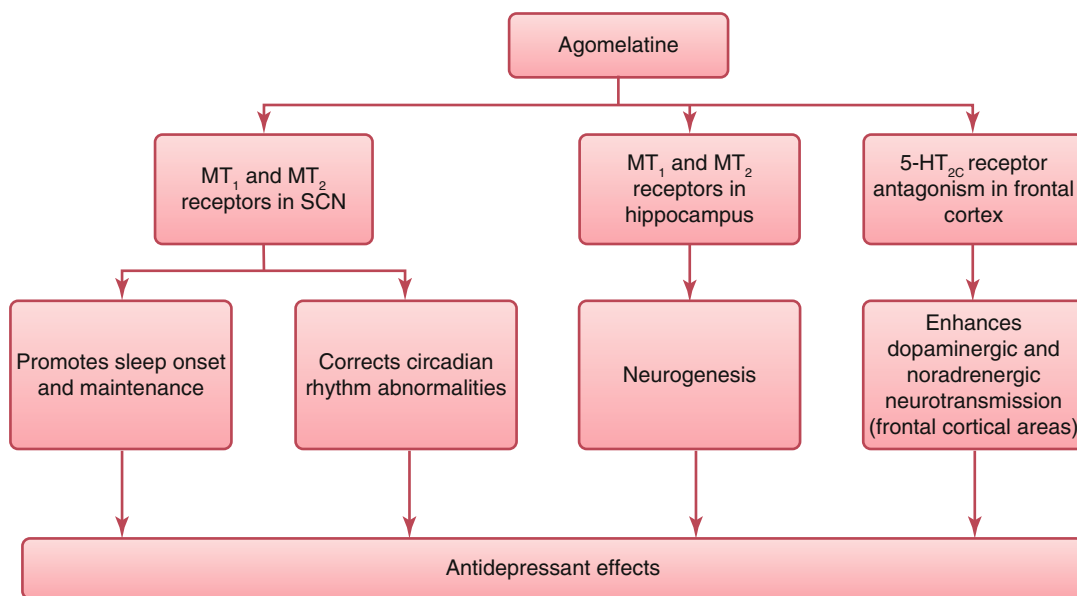 Agomelatine
MT₁ and MT₂
receptors in SCN
MT₁ and MT₂
receptors in
hippocampus
5-HT₂C receptor
antagonism in frontal
cortex
Promotes sleep onset
and maintenance
Corrects circadian
rhythm abnormalities
Neurogenesis
Enhances
dopaminergic and
noradrenergic
neurotransmission
(frontal cortical areas)
Antidepressant effects